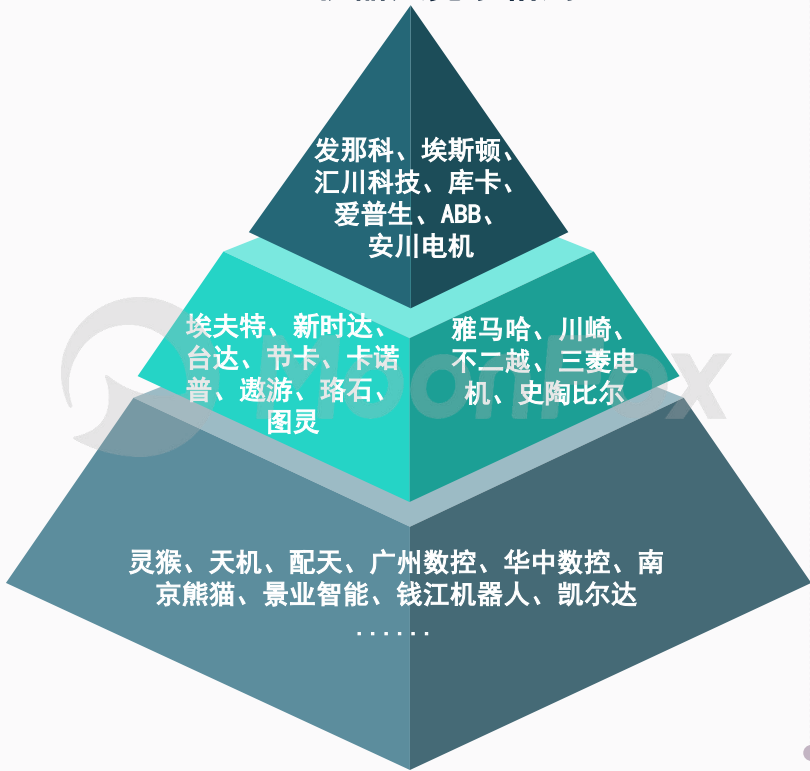 发那科、埃斯顿、
汇川科技、库卡、
爱普生、ABB、
安川电机
埃夫特、新时达、
台达、节卡、卡诺
普、遨游、珞石、
图灵
雅马哈、川崎、
不二越、三菱电
机、史陶比尔
MoonFox
灵猴、天机、配天、广州数控、华中数控、南
京熊猫、景业智能、钱江机器人、凯尔达
······